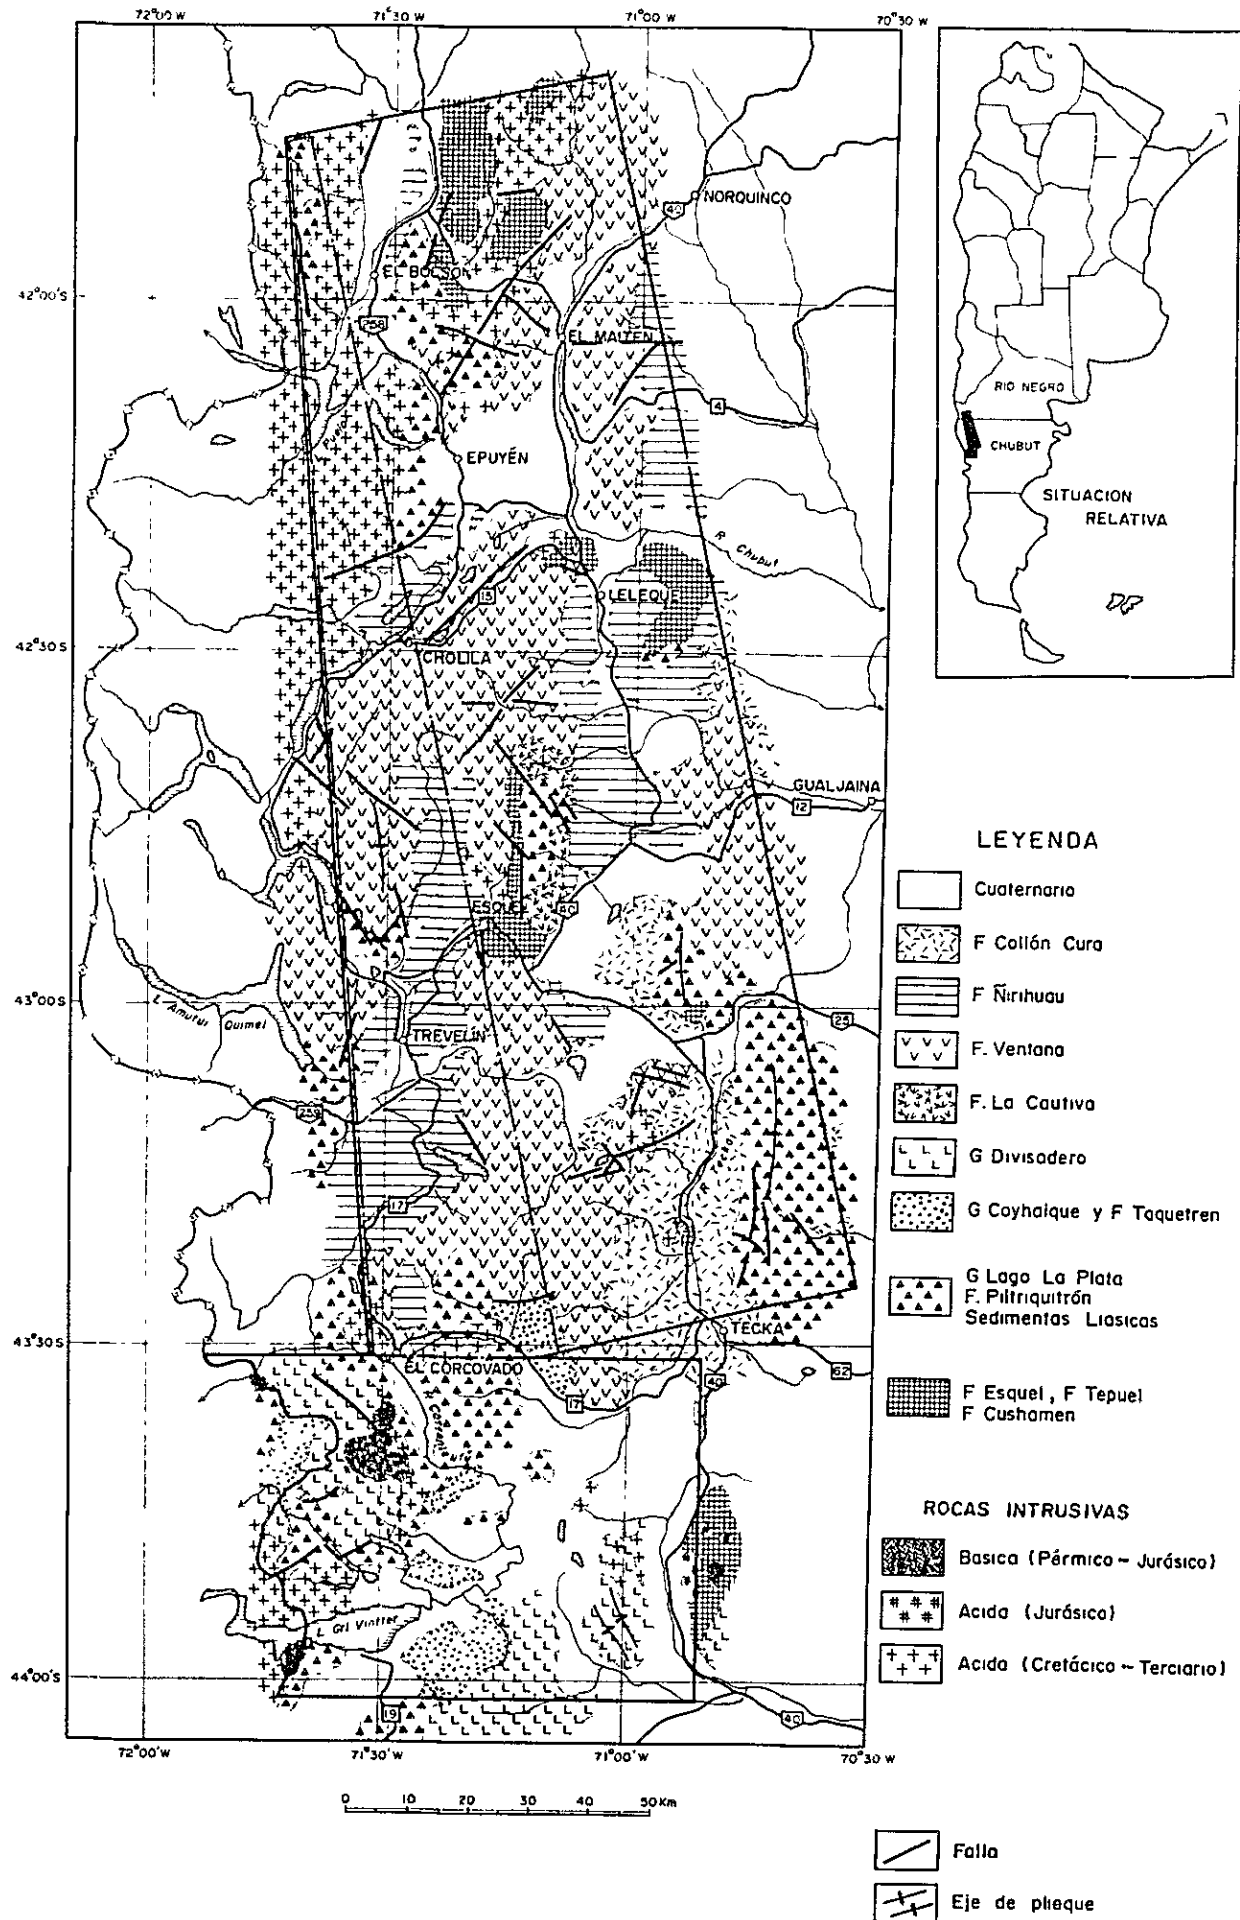 72°00'W
71°30'W
71°00'W
70°30'W
NORQUINCO
40
EL BOLSON
42°00'S
258
EL MAITEN
RIO NEGRO
4
CHUBUT
EPUYÉN
SITUACION
RELATIVA
R. Chubut
15
LELEQUE
42°30'S
CHOLILA
GUALJAINA
12
LEYENDA
Cuaternario
ESQUEL
40
F Collón Cura
F Ñirihuau
43°00'S
L. Amutui Quimei
25
TREVELIN
F. Ventana
259
F. La Cautiva
G Divisadero
17
G Coyhaique y F Taquetren
G Lago La Plata
F. Piltriquitrón
Sedimentas Liasicas
TECKA
43°30'S
EL CORCOVADO
62
40
17
F Esquel, F Tepuel
F Cushamen
ROCAS INTRUSIVAS
Basica (Pérmico - Jurásico)
Acida (Jurásica)
L. Grl Vintter
Acida (Cretácico - Terciario)
44°00'S
19
40
72°00'W
71°30'W
71°00'W
70°30'W
0 10 20 30 40 50Km
Falla
Eje de plieque